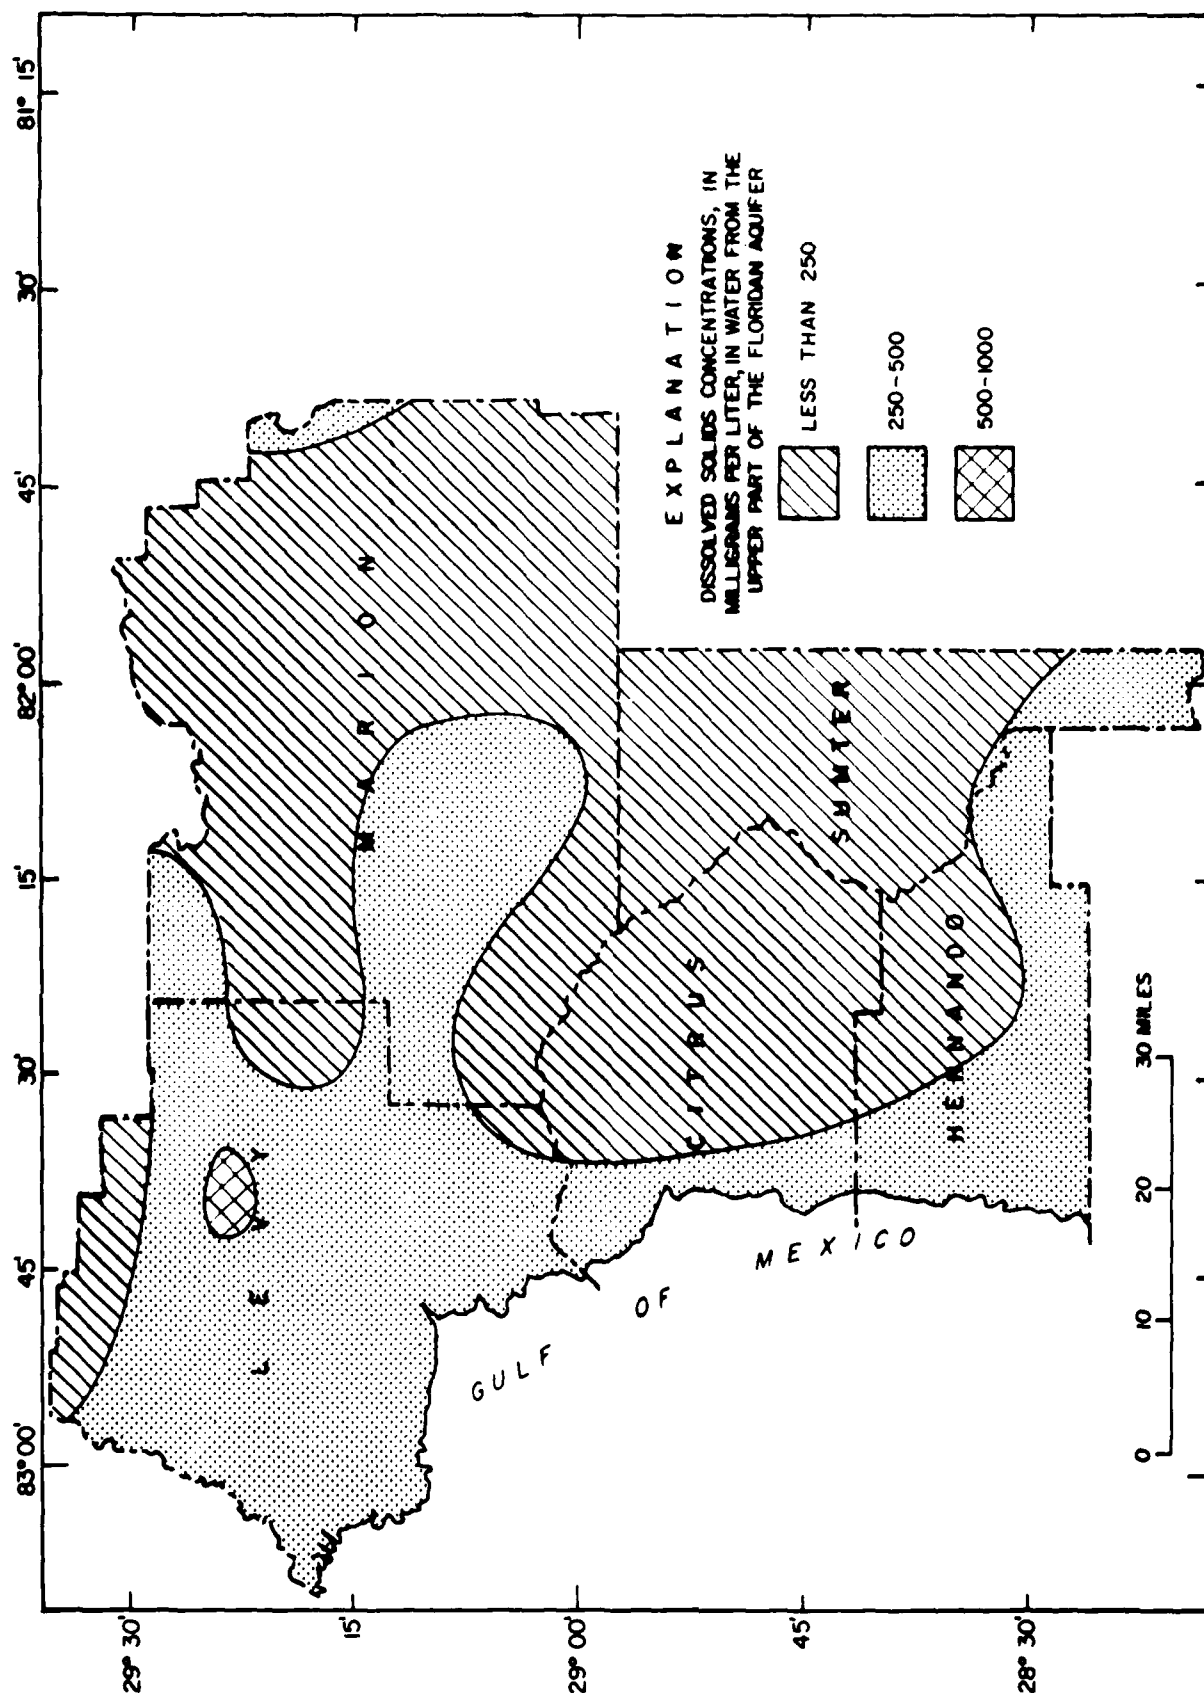 83° 00'
45'
30'
15'
82° 00'
45'
30'
81° 15'
29° 30'
15'
29° 00'
45'
28° 30'
LEVY
MARION
CITRUS
SUMTER
HERNANDO
GULF OF MEXICO
EXPLANATION
DISSOLVED SOLIDS CONCENTRATIONS, IN
MILLIGRAMS PER LITER, IN WATER FROM THE
UPPER PART OF THE FLORIDAN AQUIFER
LESS THAN 250
250-500
500-1000
0 10 20 30 MILES